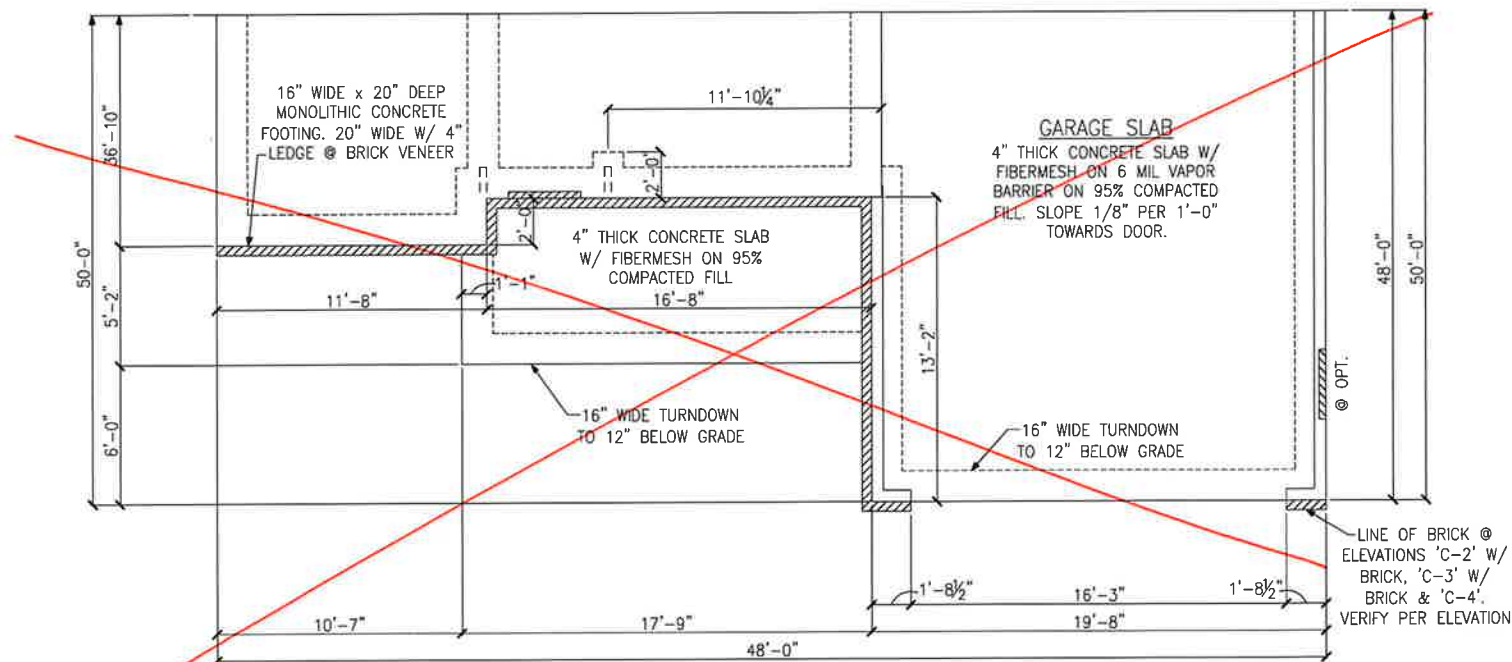 16" WIDE x 20" DEEP
MONOLITHIC CONCRETE
FOOTING. 20" WIDE W/ 4"
LEDGE @ BRICK VENEER
11'-10¼"
GARAGE SLAB
4" THICK CONCRETE SLAB W/
FIBERMESH ON 6 MIL VAPOR
BARRIER ON 95% COMPACTED
FILL. SLOPE 1/8" PER 1'-0"
TOWARDS DOOR.
36'-10"
2'-0"
2'-0"
4" THICK CONCRETE SLAB
W/ FIBERMESH ON 95%
COMPACTED FILL
50'-0"
5'-2"
6'-0"
1'-1"
11'-8"
16'-8"
13'-2"
48'-0"
50'-0"
@ OPT.
16" WIDE TURNDOWN
TO 12" BELOW GRADE
16" WIDE TURNDOWN
TO 12" BELOW GRADE
LINE OF BRICK @
ELEVATIONS 'C-2' W/
BRICK, 'C-3' W/
BRICK & 'C-4'.
VERIFY PER ELEVATION
1'-8½"
16'-3"
1'-8½"
10'-7"
17'-9"
19'-8"
48'-0"